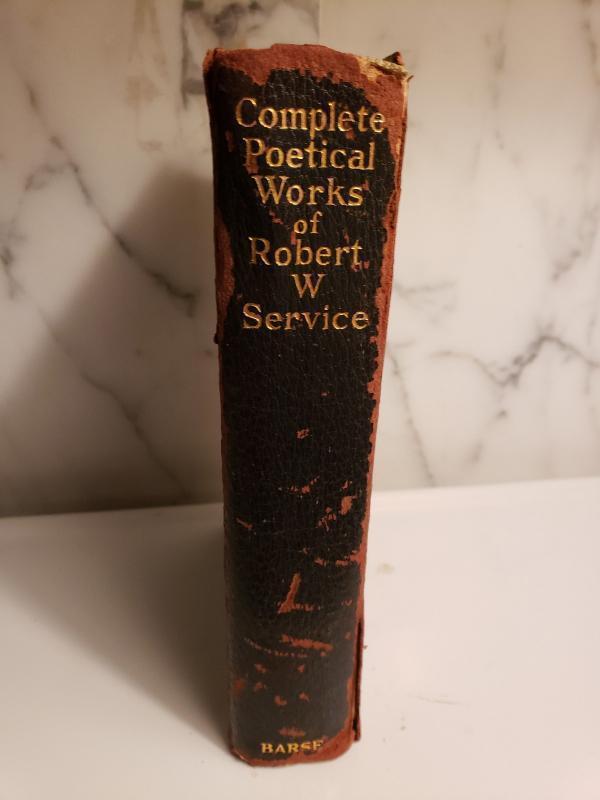 Complete
Poetical
Works
of
Robert
W
Service
BARSE